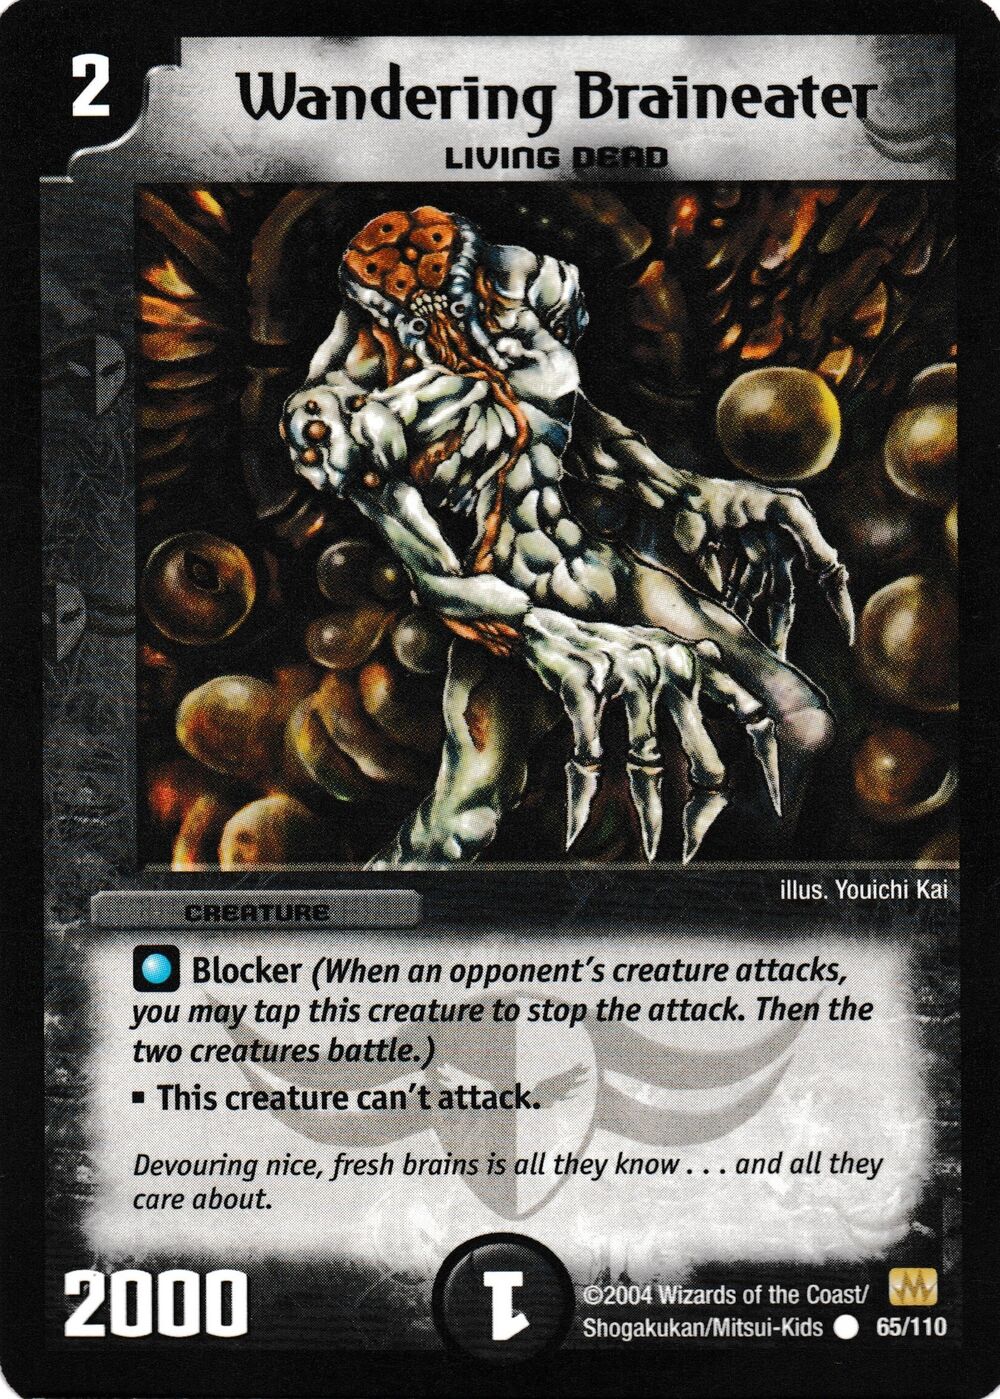 2
Wandering Braineater
LIVING DEAD
illus. Youichi Kai
CREATURE
Blocker (When an opponent's creature attacks,
you may tap this creature to stop the attack. Then the
two creatures battle.)
▪ This creature can't attack.
Devouring nice, fresh brains is all they know . . . and all they
care about.
2000
1
©2004 Wizards of the Coast/
Shogakukan/Mitsui-Kids ● 65/110